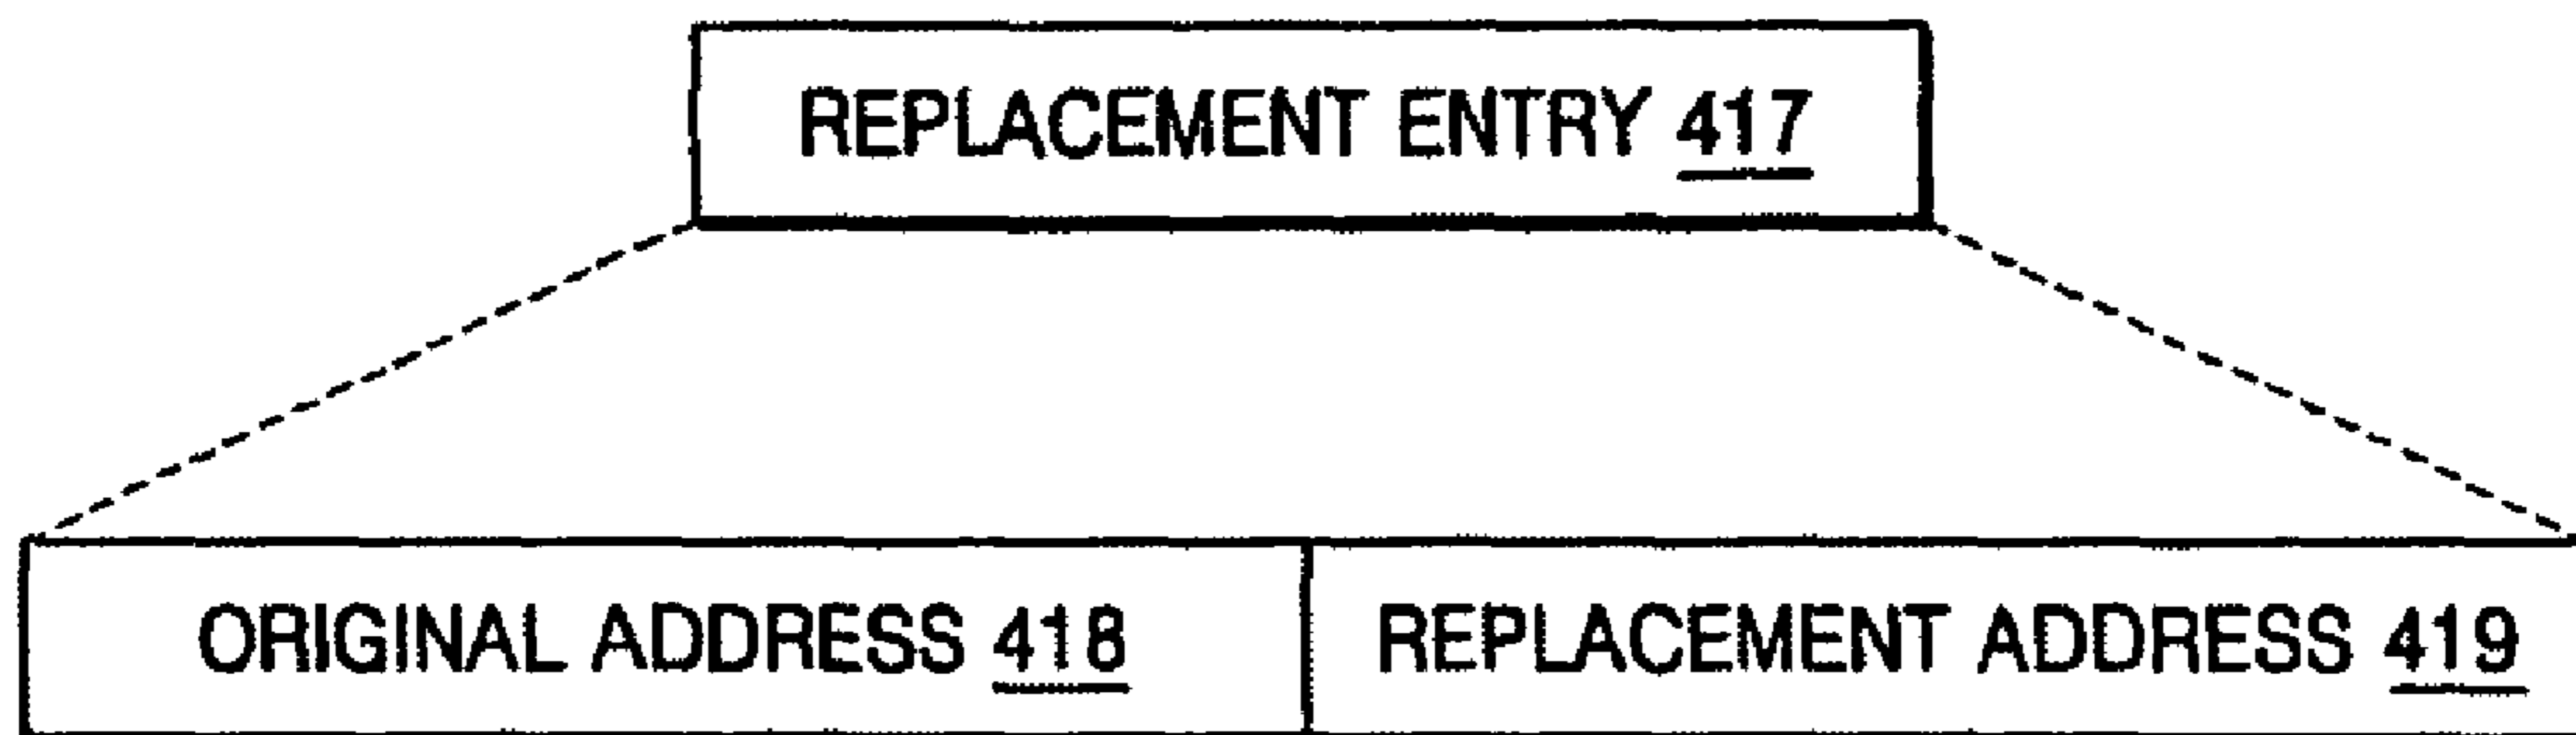 REPLACEMENT ENTRY 417
ORIGINAL ADDRESS 418 REPLACEMENT ADDRESS 419